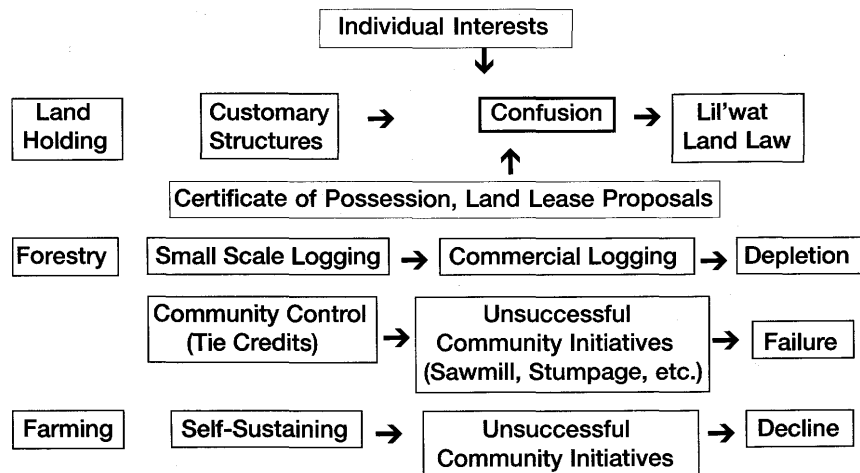 Individual Interests
Land Holding
Customary Structures
Confusion
Lil'wat Land Law
Certificate of Possession, Land Lease Proposals
Forestry
Small Scale Logging
Commercial Logging
Depletion
Community Control
(Tie Credits)
Unsuccessful
Community Initiatives
(Sawmill, Stumpage, etc.)
Failure
Farming
Self-Sustaining
Unsuccessful
Community Initiatives
Decline